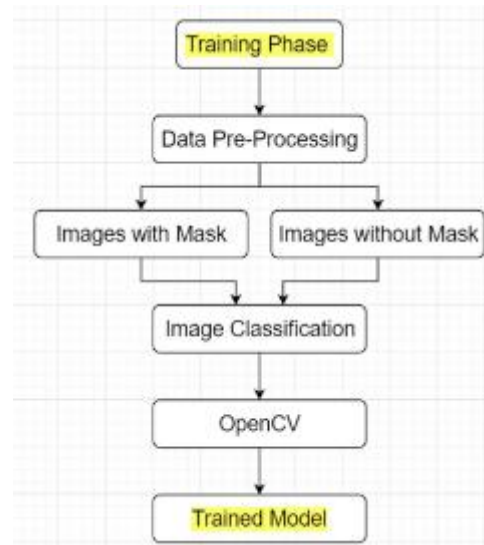 Training Phase
Data Pre-Processing
Images with Mask
Images without Mask
Image Classification
OpenCV
Trained Model